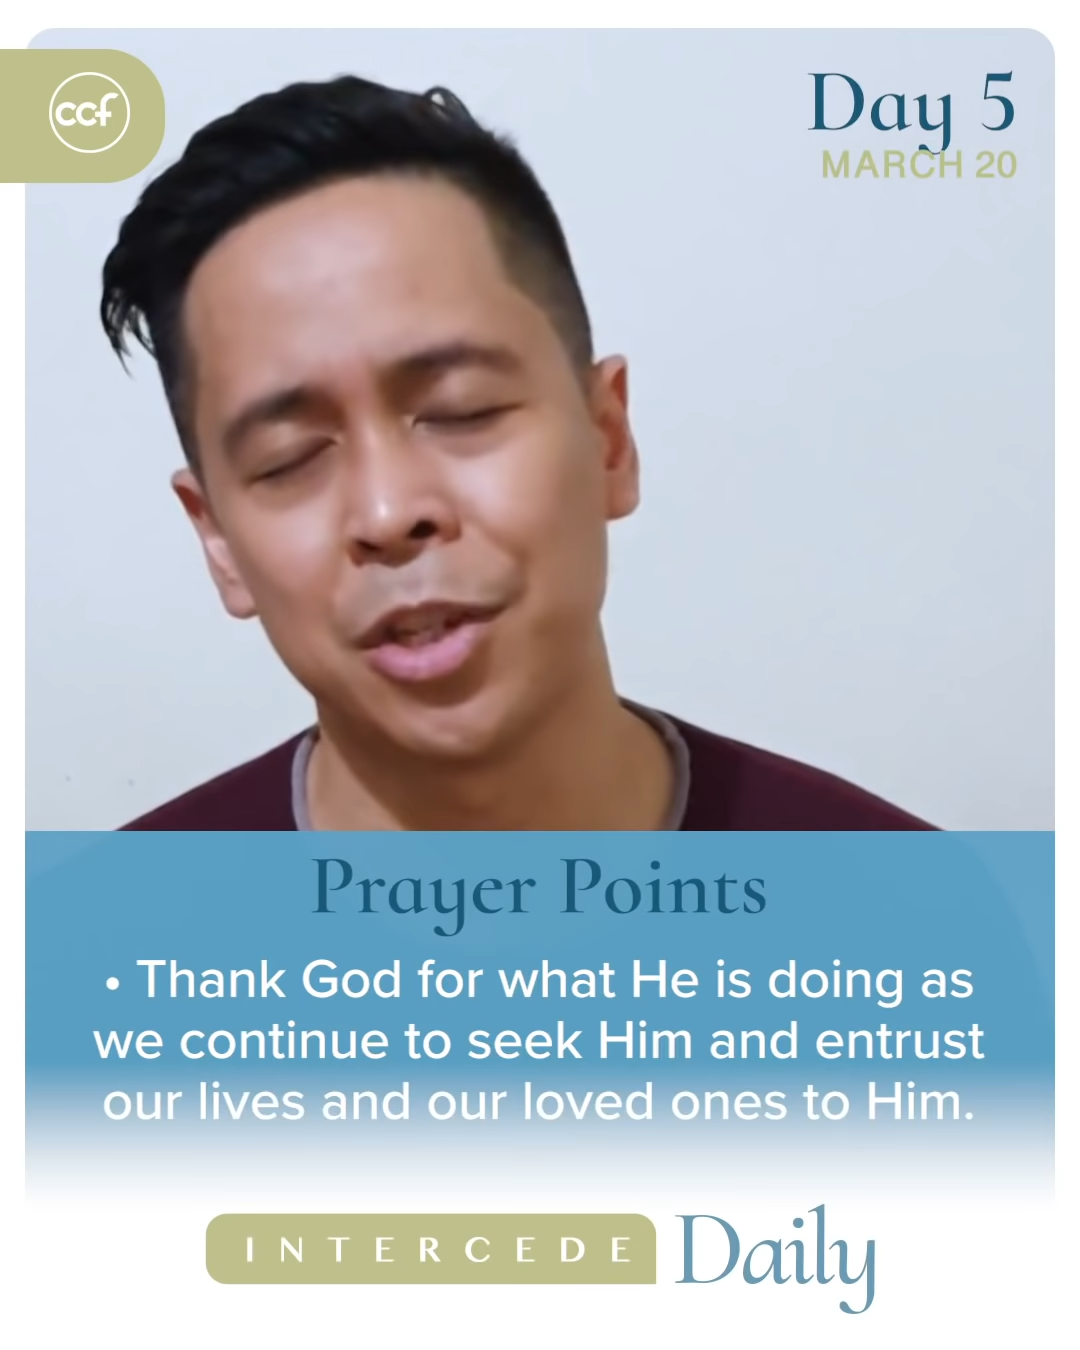 ccf
Day 5
MARCH 20
Prayer Points
• Thank God for what He is doing as
we continue to seek Him and entrust
our lives and our loved ones to Him.
INTERCEDE Daily